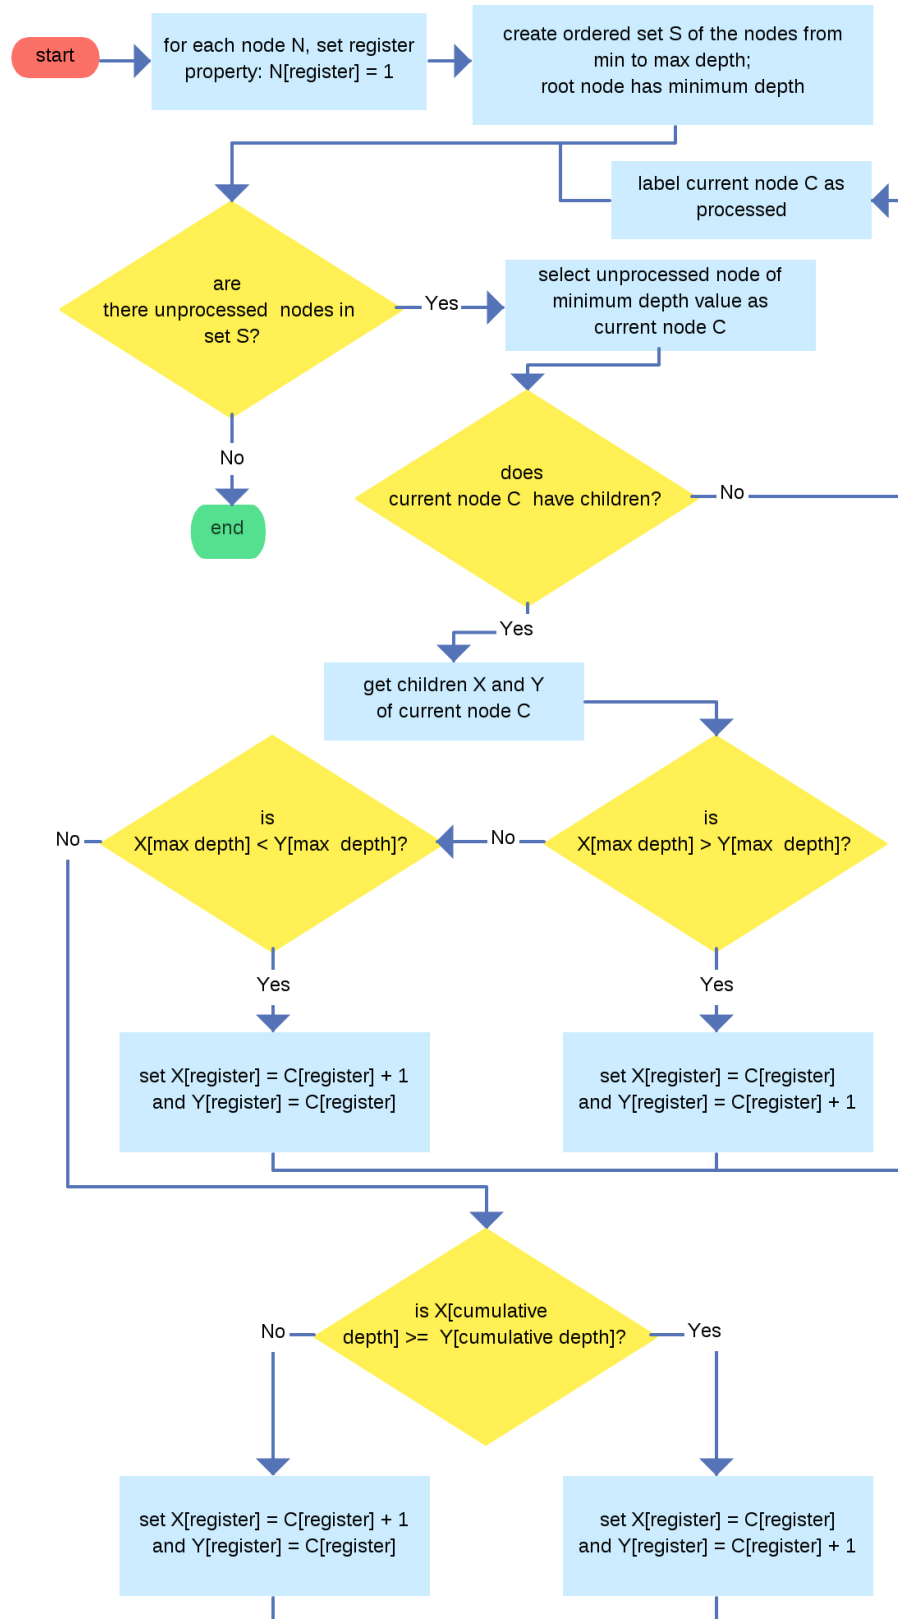 start
for each node N, set register
property: N[register] = 1
create ordered set S of the nodes from
min to max depth;
root node has minimum depth
label current node C as
processed
are
there unprocessed nodes in
set S?
Yes
select unprocessed node of
minimum depth value as
current node C
No
end
does
current node C have children?
No
Yes
get children X and Y
of current node C
is
X[max depth] > Y[max depth]?
No
is
X[max depth] < Y[max depth]?
No
Yes
Yes
set X[register] = C[register] + 1
and Y[register] = C[register]
set X[register] = C[register]
and Y[register] = C[register] + 1
is X[cumulative
depth] >= Y[cumulative depth]?
No
Yes
set X[register] = C[register] + 1
and Y[register] = C[register]
set X[register] = C[register]
and Y[register] = C[register] + 1